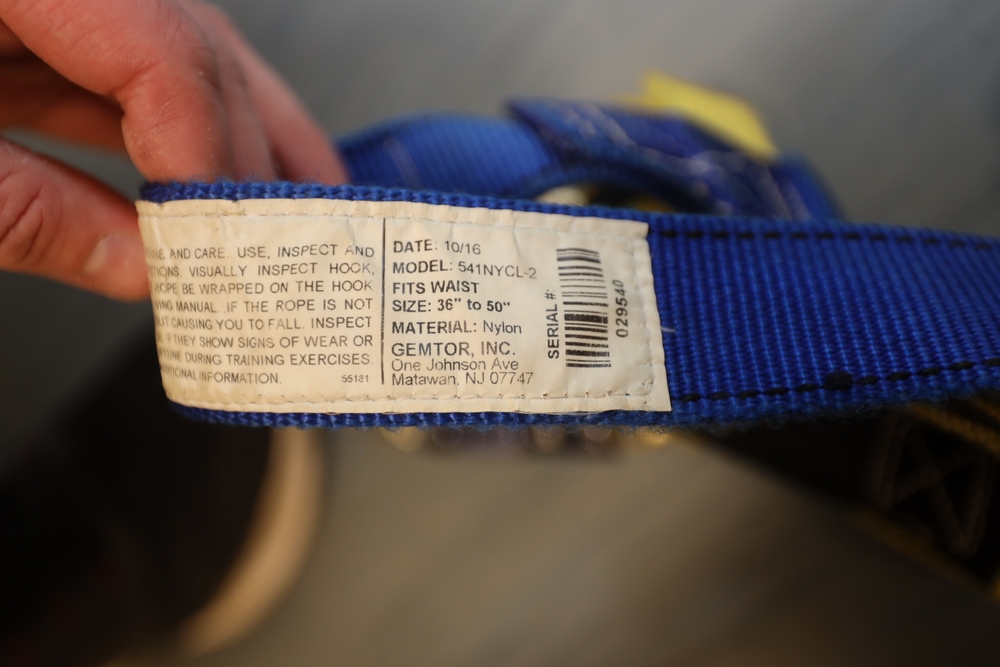 AND CARE. USE, INSPECT AND
VISUALLY INSPECT HOOK,
ROPE BE WRAPPED ON THE HOOK
MANUAL. IF THE ROPE IS NOT
CAUSING YOU TO FALL. INSPECT
IF THEY SHOW SIGNS OF WEAR OR
DURING TRAINING EXERCISES.
INFORMATION.
55181
DATE: 10/16
MODEL: 541NYCL-2
FITS WAIST
SIZE: 36" to 50"
MATERIAL: Nylon
GEMTOR, INC.
One Johnson Ave
Matawan, NJ 07747
SERIAL #:
029540